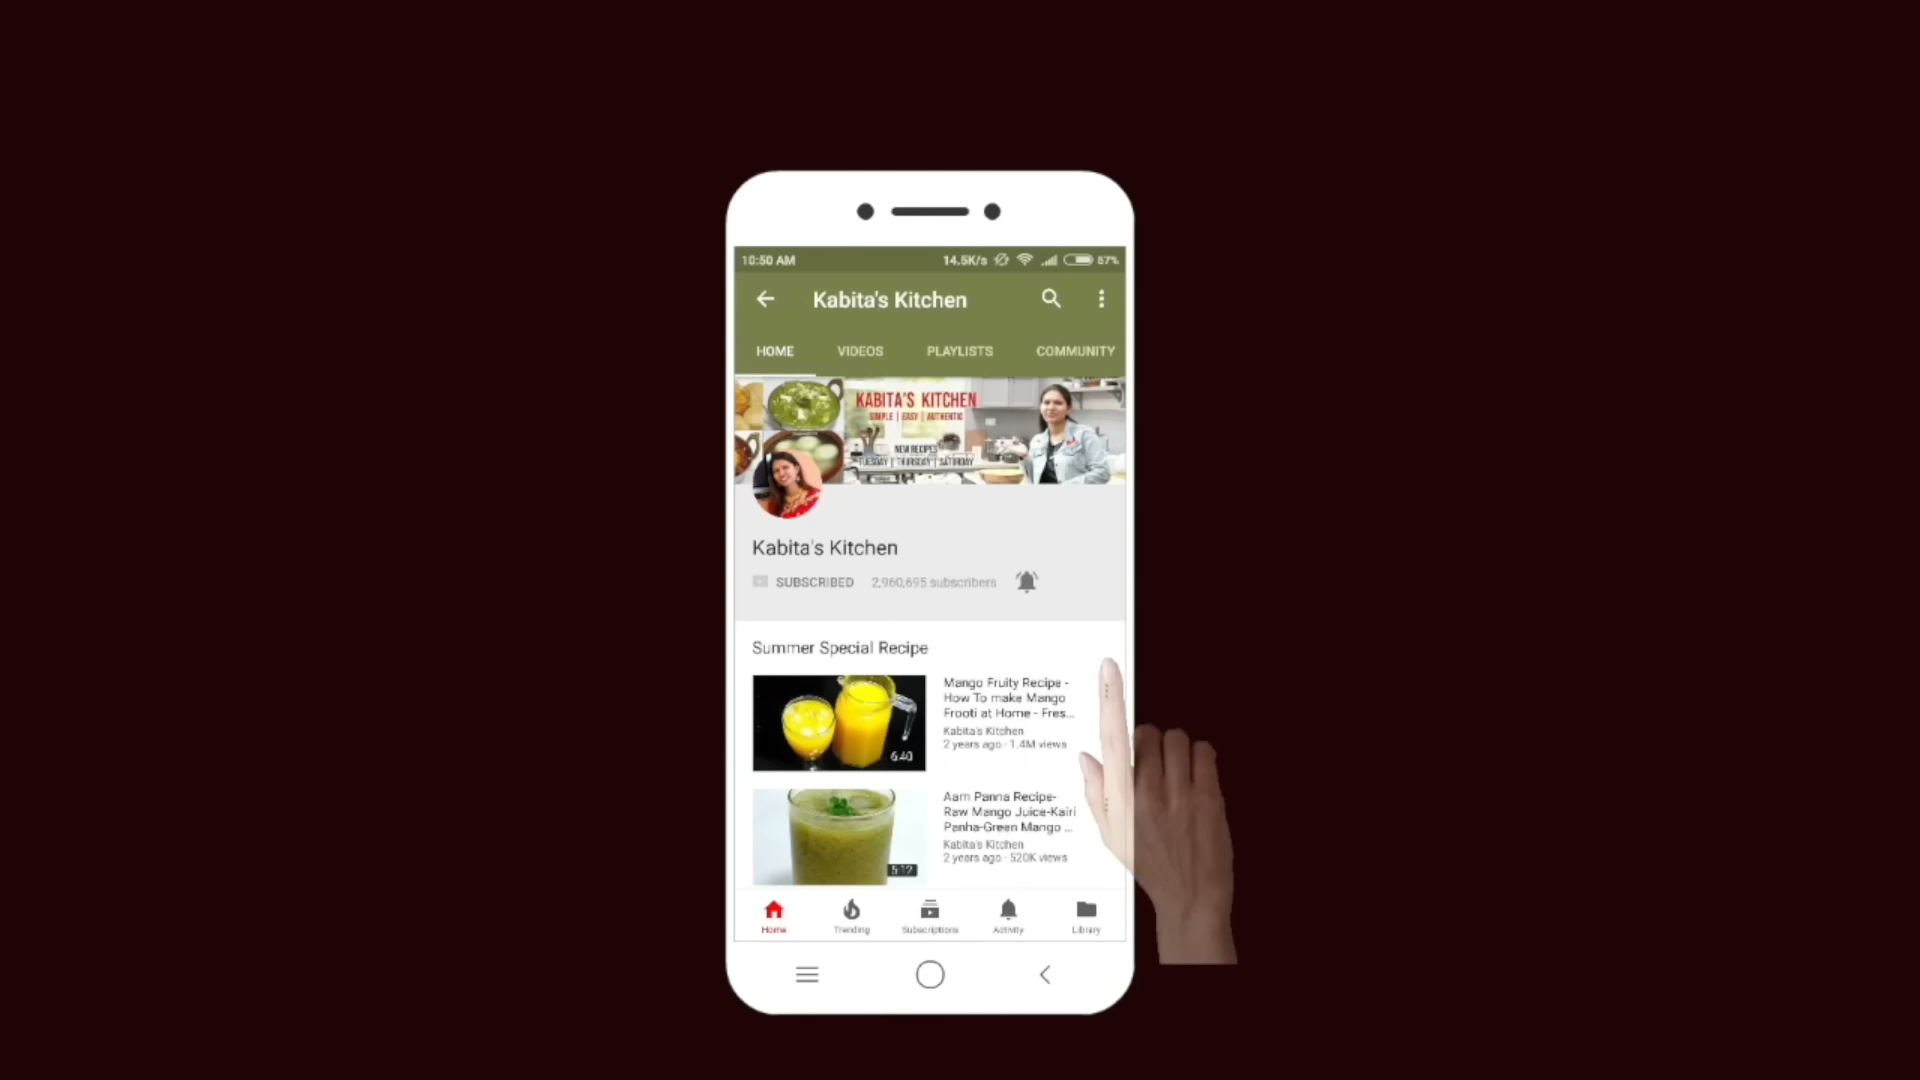 10:50 AM 14.5K/s 67%
Kabita's Kitchen
HOME VIDEOS PLAYLISTS COMMUNITY
KABITA'S KITCHEN
SIMPLE | EASY | AUTHENTIC
NEW RECIPES
TUESDAY | THURSDAY | SATURDAY
Kabita's Kitchen
SUBSCRIBED 2,960,695 subscribers
Summer Special Recipe
Mango Fruity Recipe -
How To make Mango
Frooti at Home - Fres...
Kabita's Kitchen
2 years ago · 1.4M views
6:40
Aam Panna Recipe-
Raw Mango Juice-Kairi
Panha-Green Mango ...
Kabita's Kitchen
2 years ago · 520K views
5:12
Home Trending Subscriptions Activity Library